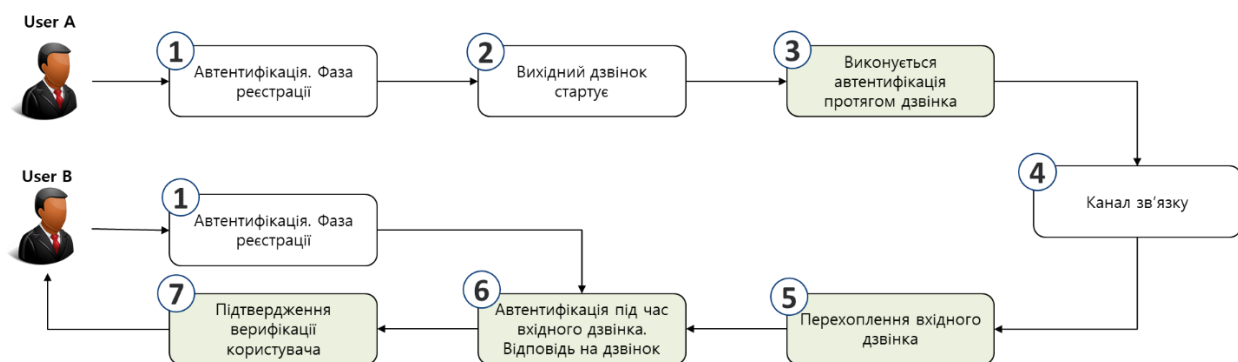 User A
1
Автентифікація. Фаза
реєстрації
2
Вихідний дзвінок
стартує
3
Виконується
автентифікація
протягом дзвінка
4
Канал зв'язку
User B
1
Автентифікація. Фаза
реєстрації
5
Перехоплення вхідного
дзвінка
6
Автентифікація під час
вхідного дзвінка.
Відповідь на дзвінок
7
Підтвердження
верифікації
користувача